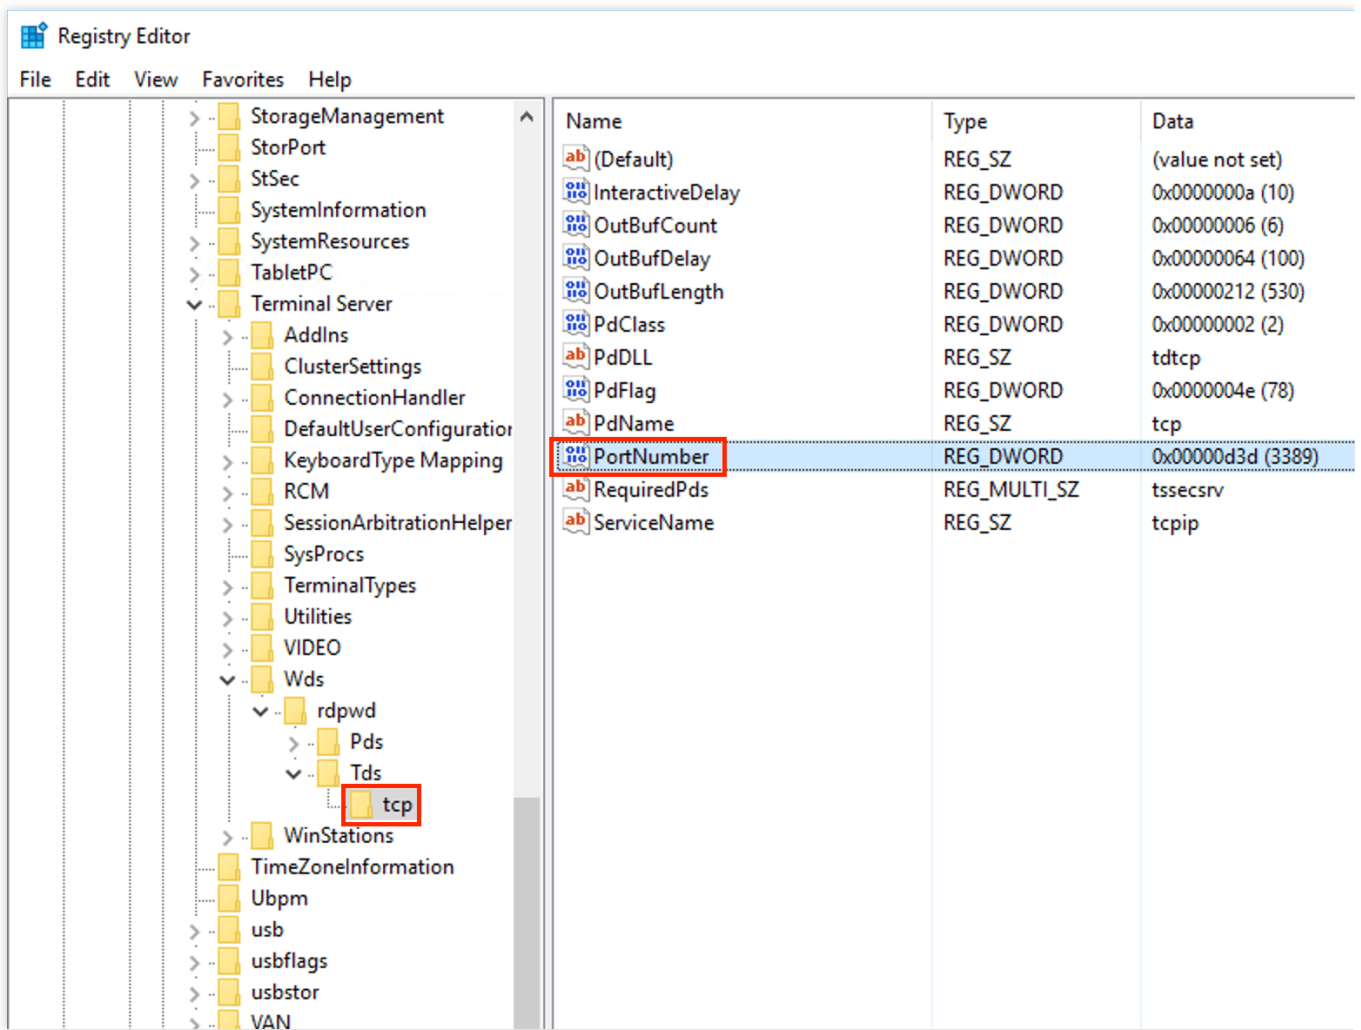 Registry Editor
File Edit View Favorites Help
StorageManagement
StorPort
StSec
SystemInformation
SystemResources
TabletPC
Terminal Server
AddIns
ClusterSettings
ConnectionHandler
DefaultUserConfiguration
KeyboardType Mapping
RCM
SessionArbitrationHelper
SysProcs
TerminalTypes
Utilities
VIDEO
Wds
rdpwd
Pds
Tds
tcp
WinStations
TimeZoneInformation
Ubpm
usb
usbflags
usbstor
VAN
Name Type Data
(Default) REG_SZ (value not set)
InteractiveDelay REG_DWORD 0x0000000a (10)
OutBufCount REG_DWORD 0x00000006 (6)
OutBufDelay REG_DWORD 0x00000064 (100)
OutBufLength REG_DWORD 0x00000212 (530)
PdClass REG_DWORD 0x00000002 (2)
PdDLL REG_SZ tdtcp
PdFlag REG_DWORD 0x0000004e (78)
PdName REG_SZ tcp
PortNumber REG_DWORD 0x00000d3d (3389)
RequiredPds REG_MULTI_SZ tssecsrv
ServiceName REG_SZ tcpip